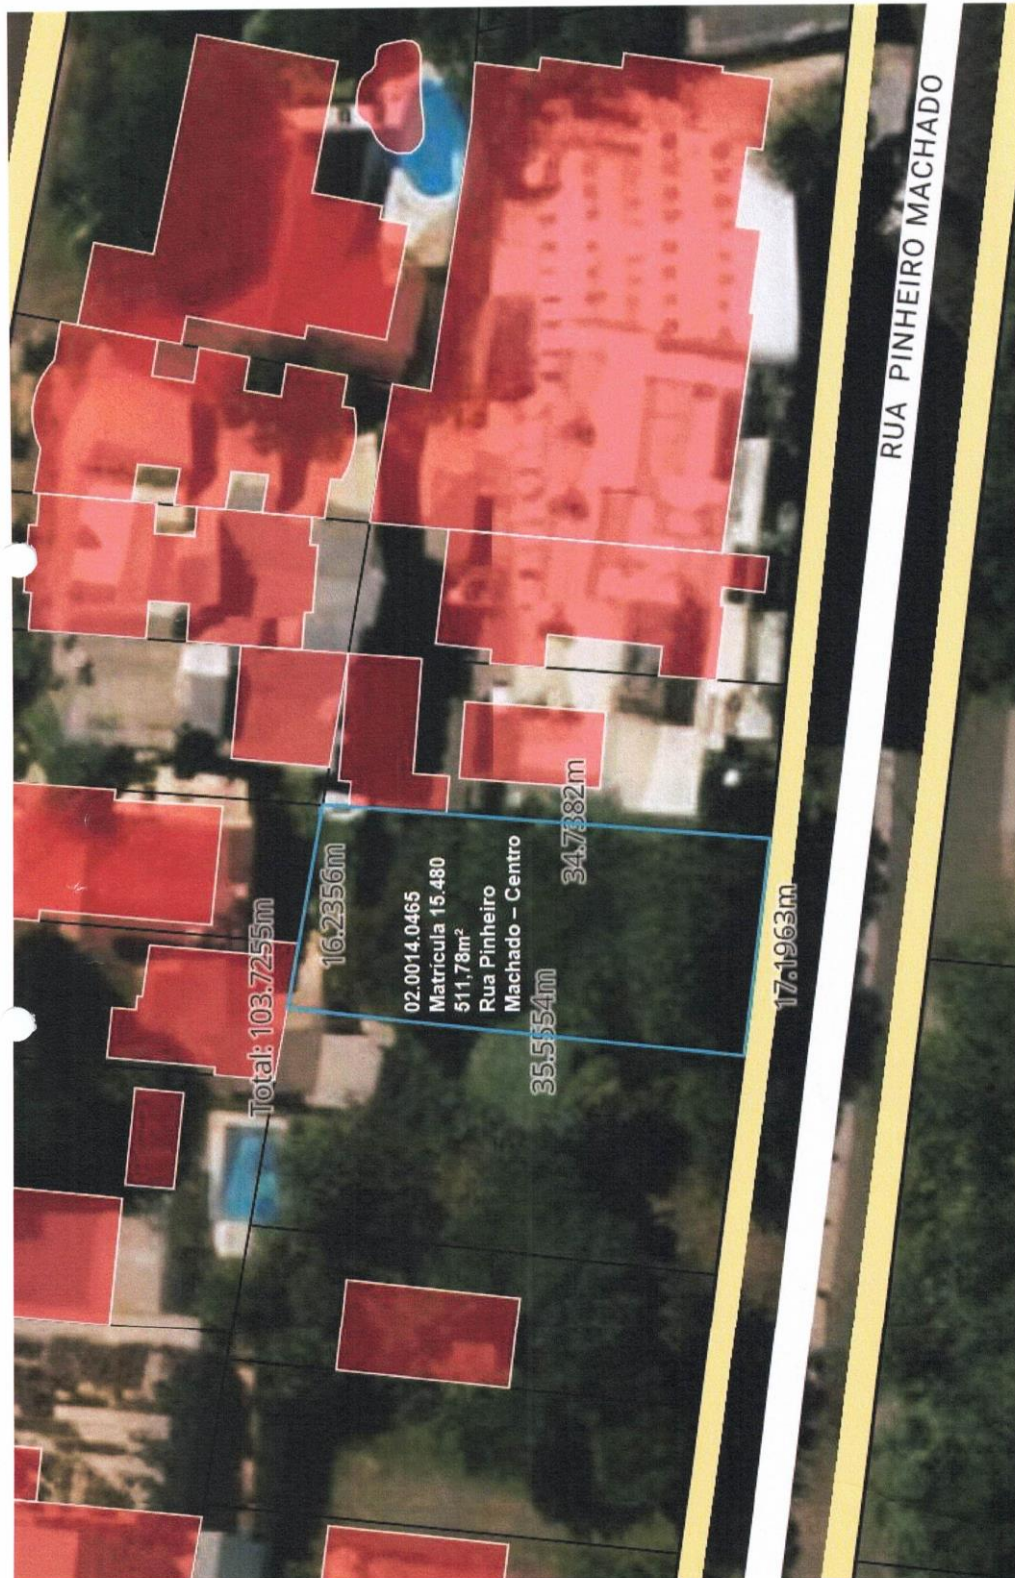 RUA PINHEIRO MACHADO
34.7382m
16.2356m
02.0014.0465
Matrícula 15.480
511,78m²
Rua Pinheiro
Machado – Centro
17.1963m
Total: 103.7255m
35.5554m